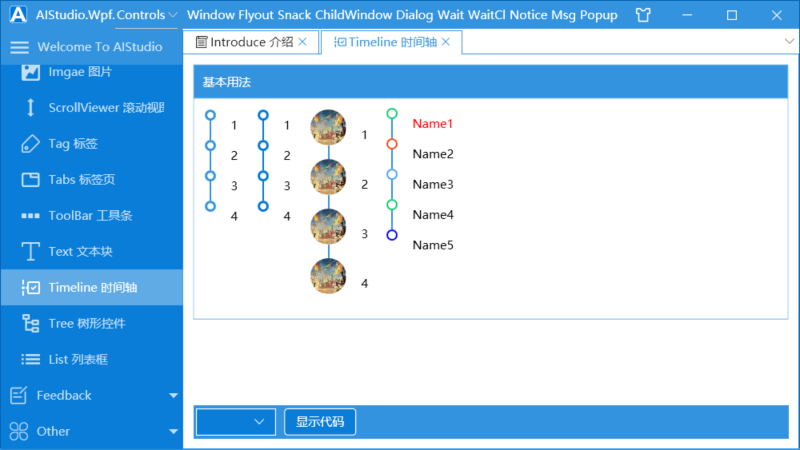 AIStudio.Wpf.Controls Window Flyout Snack ChildWindow Dialog Wait WaitCl Notice Msg Popup
Welcome To AIStudio
Imgae 图片
ScrollViewer 滚动视图
Tag 标签
Tabs 标签页
ToolBar 工具条
Text 文本块
Timeline 时间轴
Tree 树形控件
List 列表框
Feedback
Other
Introduce 介绍
Timeline 时间轴
基本用法
1
2
3
4
1
2
3
4
1
2
3
4
Name1
Name2
Name3
Name4
Name5
显示代码